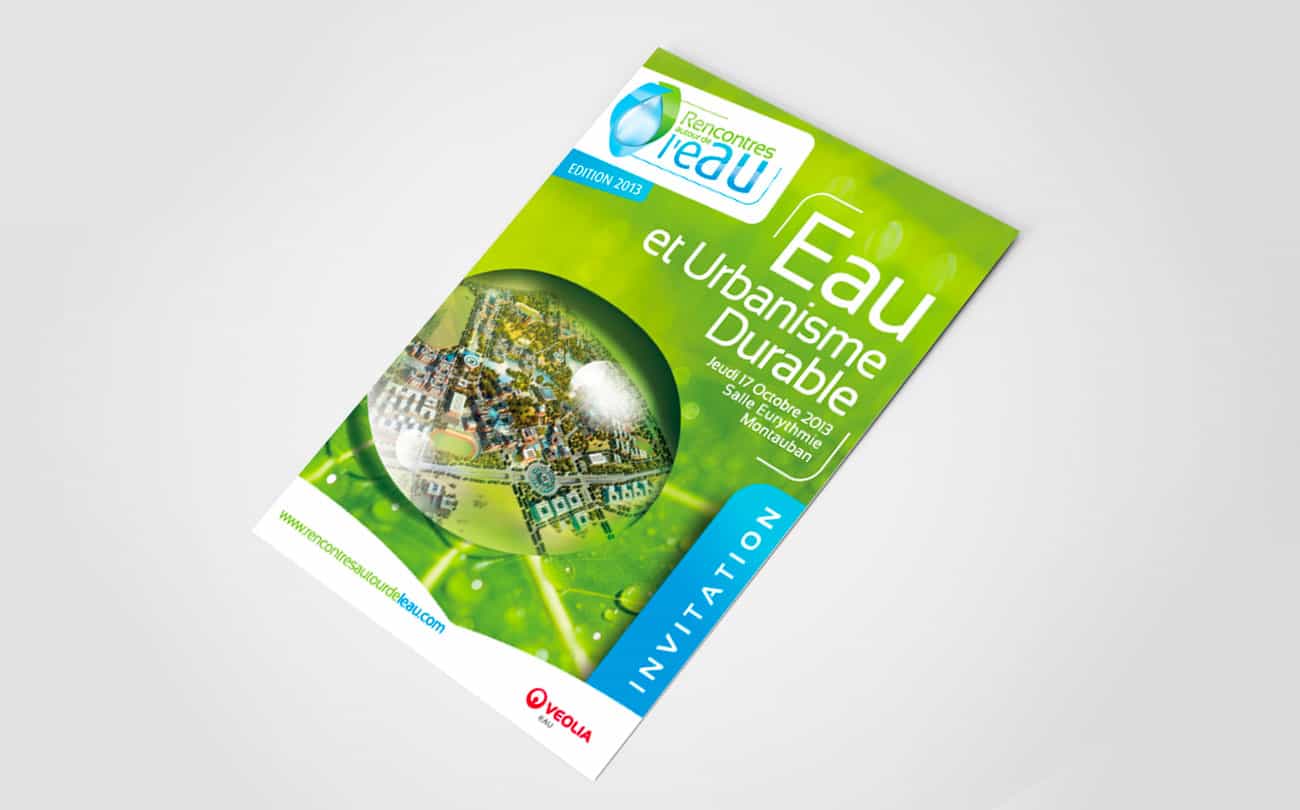 Rencontres
autour de
l'eau
EDITION 2013
Eau
et Urbanisme
Durable
Jeudi 17 Octobre 2013
Salle Eurythmie
Montauban
INVITATION
www.rencontresautourdeleau.com
VEOLIA
EAU